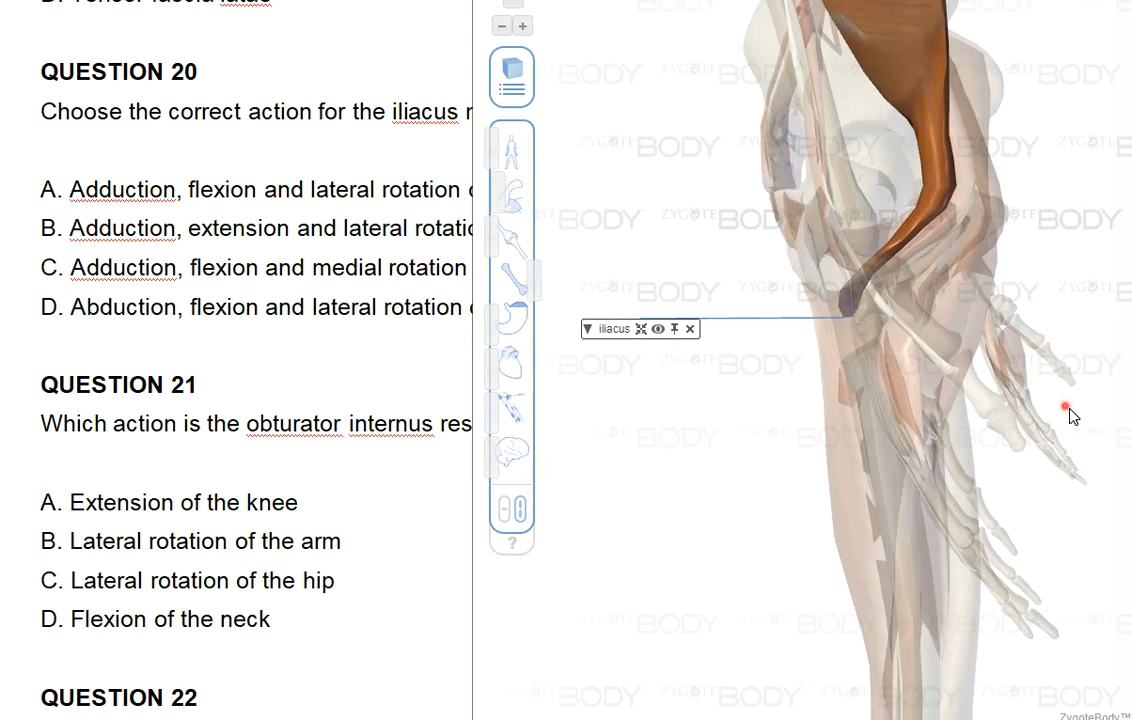 QUESTION 20
Choose the correct action for the iliacus
A. Adduction, flexion and lateral rotation
B. Adduction, extension and lateral
C. Adduction, flexion and medial rotation
D. Abduction, flexion and lateral rotation
QUESTION 21
Which action is the obturator internus
A. Extension of the knee
B. Lateral rotation of the arm
C. Lateral rotation of the hip
D. Flexion of the neck
QUESTION 22
iliacus
?
ZYGOTE BODY
ZygoteBody™